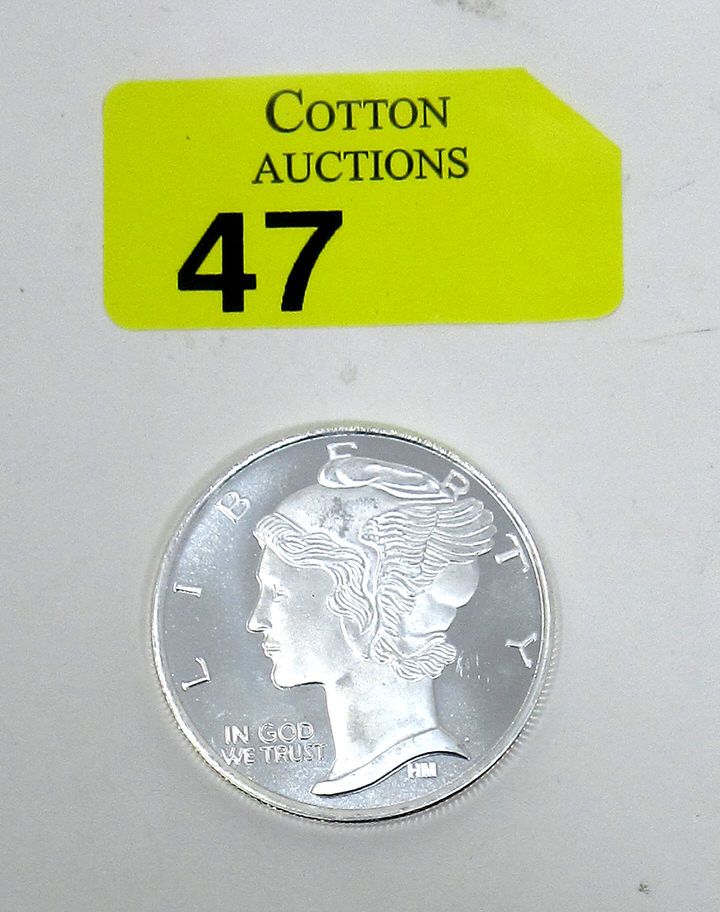 COTTON
AUCTIONS
47
LIBERTY
IN GOD
WE TRUST
HM